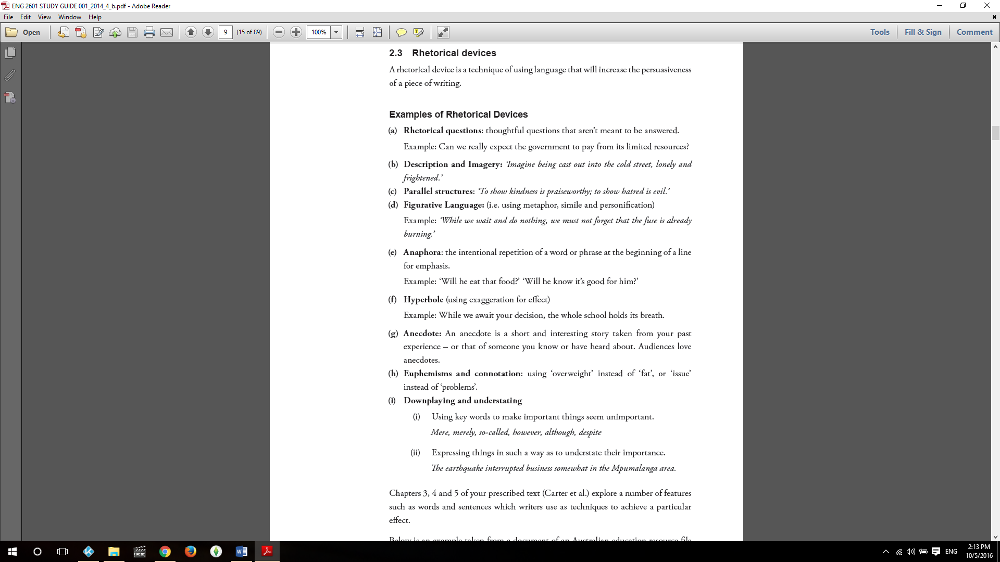 ENG 2601 STUDY GUIDE 001_2014_4_b.pdf - Adobe Reader
File Edit View Window Help
Open 9 (15 of 89) 100% Tools Fill & Sign Comment
2.3 Rhetorical devices
A rhetorical device is a technique of using language that will increase the persuasiveness
of a piece of writing.
Examples of Rhetorical Devices
(a) Rhetorical questions: thoughtful questions that aren’t meant to be answered.
Example: Can we really expect the government to pay from its limited resources?
(b) Description and Imagery: ‘Imagine being cast out into the cold street, lonely and
frightened.’
(c) Parallel structures: ‘To show kindness is praiseworthy; to show hatred is evil.’
(d) Figurative Language: (i.e. using metaphor, simile and personification)
Example: ‘While we wait and do nothing, we must not forget that the fuse is already
burning.’
(e) Anaphora: the intentional repetition of a word or phrase at the beginning of a line
for emphasis.
Example: ‘Will he eat that food?’ ‘Will he know it’s good for him?’
(f) Hyperbole (using exaggeration for effect)
Example: While we await your decision, the whole school holds its breath.
(g) Anecdote: An anecdote is a short and interesting story taken from your past
experience – or that of someone you know or have heard about. Audiences love
anecdotes.
(h) Euphemisms and connotation: using ‘overweight’ instead of ‘fat’, or ‘issue’
instead of ‘problems’.
(i) Downplaying and understating
(i) Using key words to make important things seem unimportant.
Mere, merely, so-called, however, although, despite
(ii) Expressing things in such a way as to understate their importance.
The earthquake interrupted business somewhat in the Mpumalanga area.
Chapters 3, 4 and 5 of your prescribed text (Carter et al.) explore a number of features
such as words and sentences which writers use as techniques to achieve a particular
effect.
Below is an example taken from a document of an Australian education resource file
ENG
2:13 PM
10/5/2016